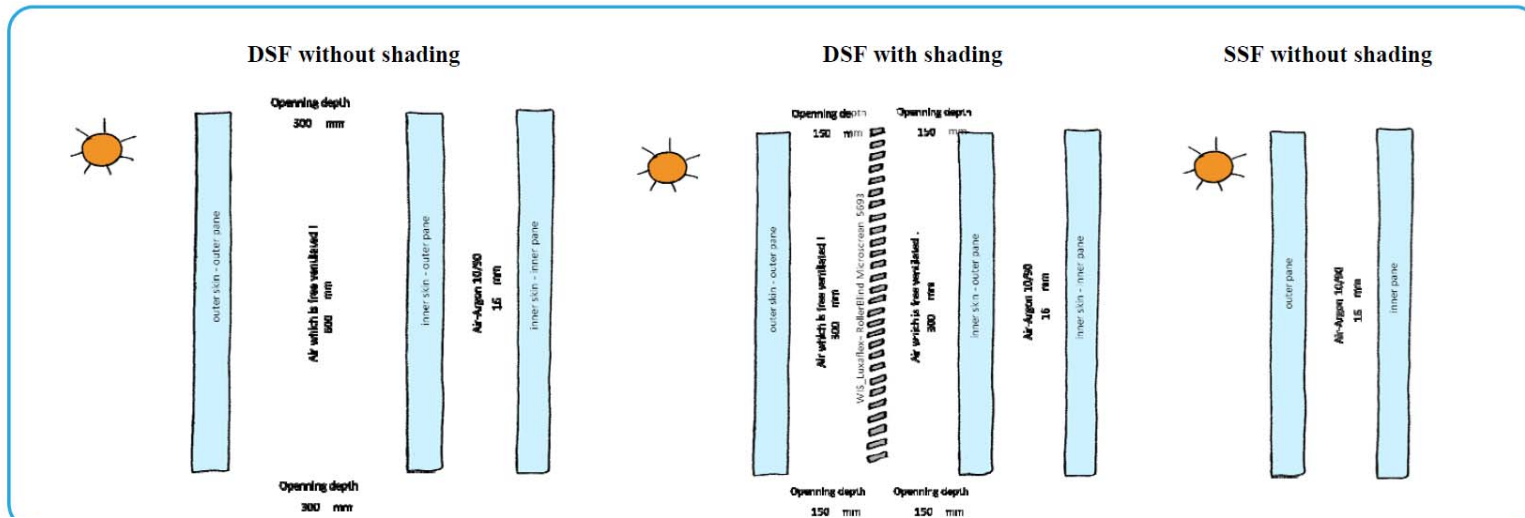 DSF without shading
Openning depth
300 mm
outer skin - outer pane
Air which is free ventilated !
600 mm
inner skin - outer pane
Air-Argon 10/90
16 mm
inner skin - inner pane
Openning depth
300 mm
DSF with shading
Openning depth
150 mm
Openning depth
150 mm
outer skin - outer pane
Air which is free ventilated !
300 mm
WIS_Luxaflex- RollerBlind Microscreen 5693
Air which is free ventilated .
300 mm
inner skin - outer pane
Air-Argon 10/90
16 mm
inner skin - inner pane
Openning depth
150 mm
Openning depth
150 mm
SSF without shading
outer pane
Air-Argon 10/90
16 mm
inner pane